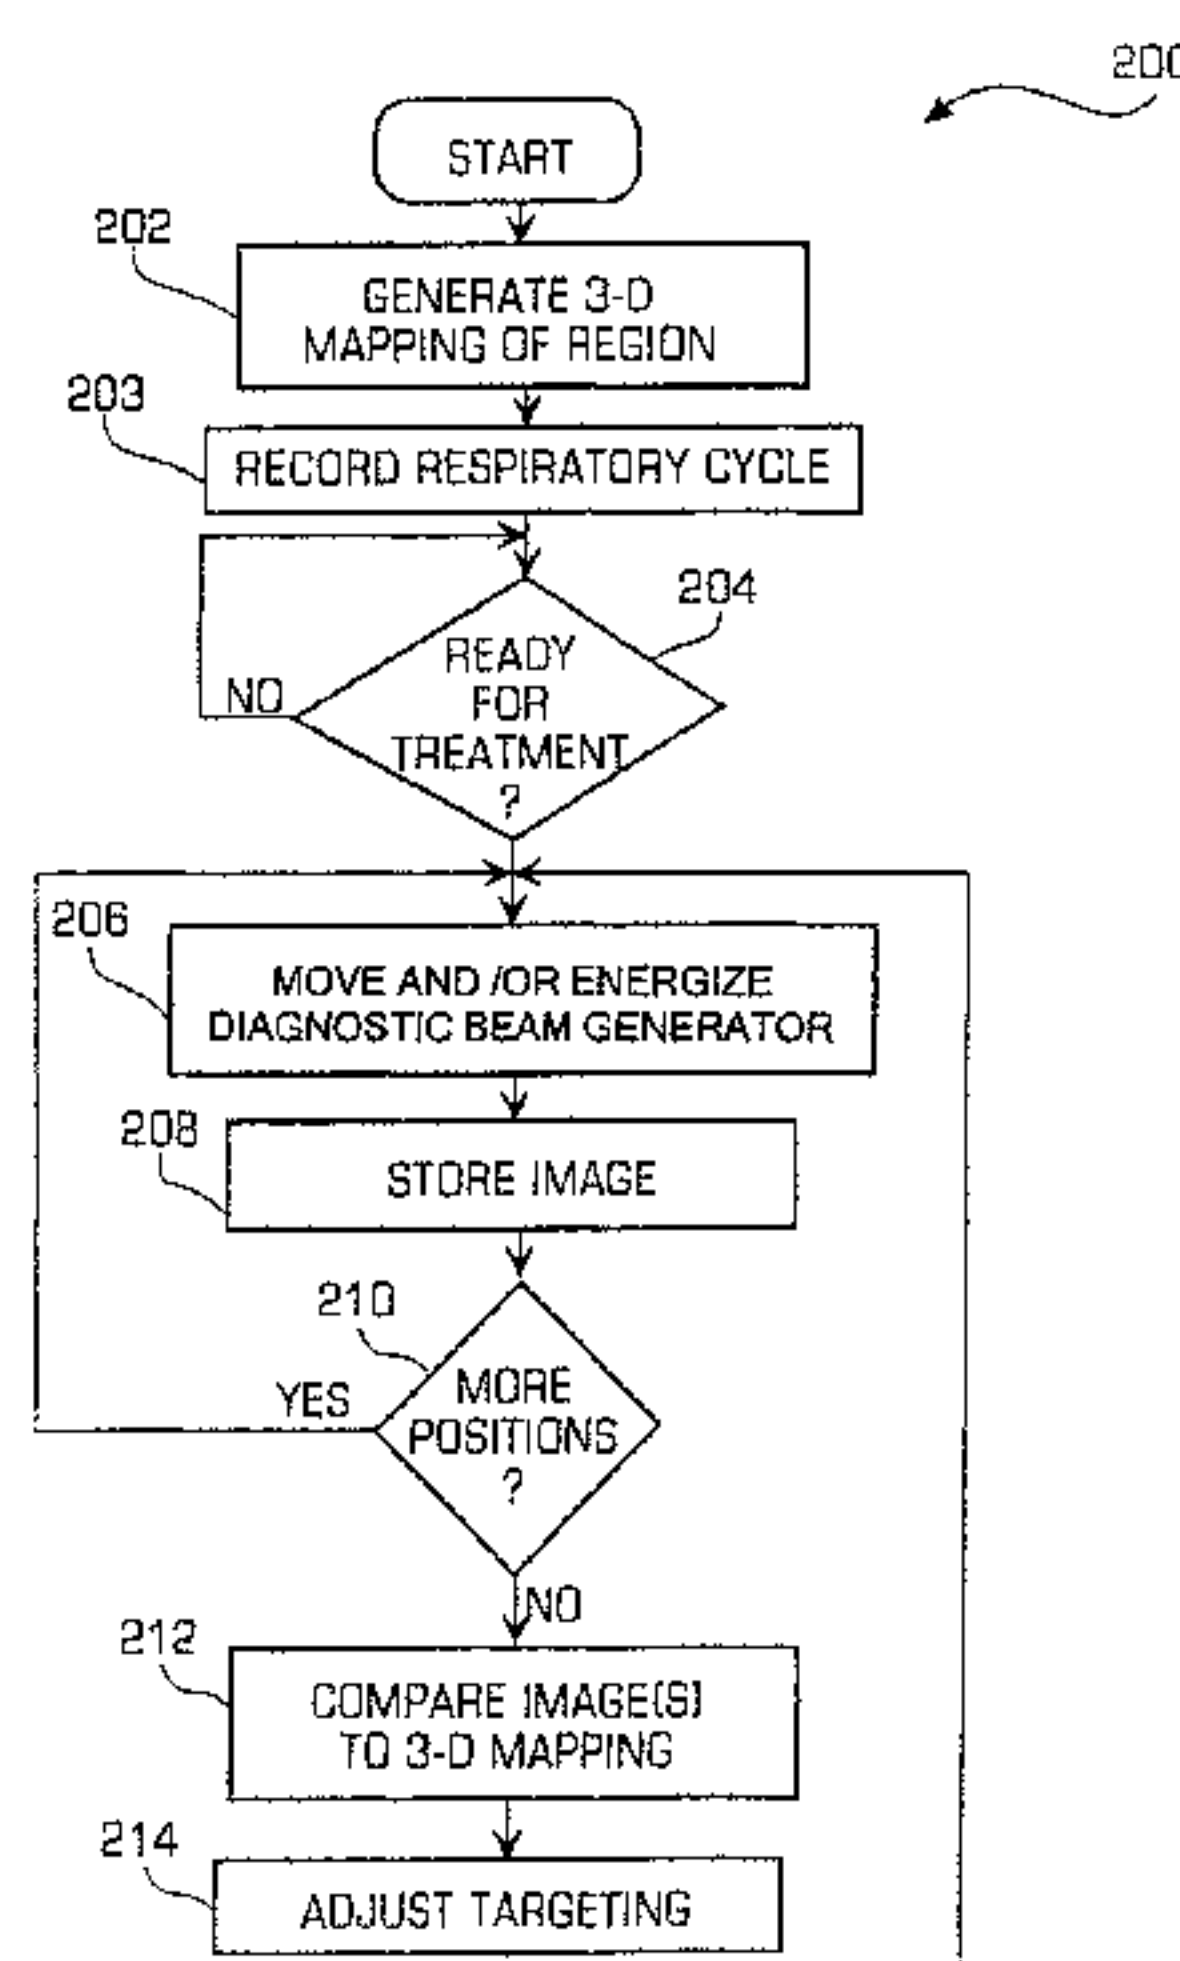 200
START
202
GENERATE 3-D
MAPPING OF REGION
203
RECORD RESPIRATORY CYCLE
204
READY
FOR
TREATMENT
?
NO
206
MOVE AND /OR ENERGIZE
DIAGNOSTIC BEAM GENERATOR
208
STORE IMAGE
210
MORE
POSITIONS
?
YES
NO
212
COMPARE IMAGE(S)
TO 3-D MAPPING
214
ADJUST TARGETING